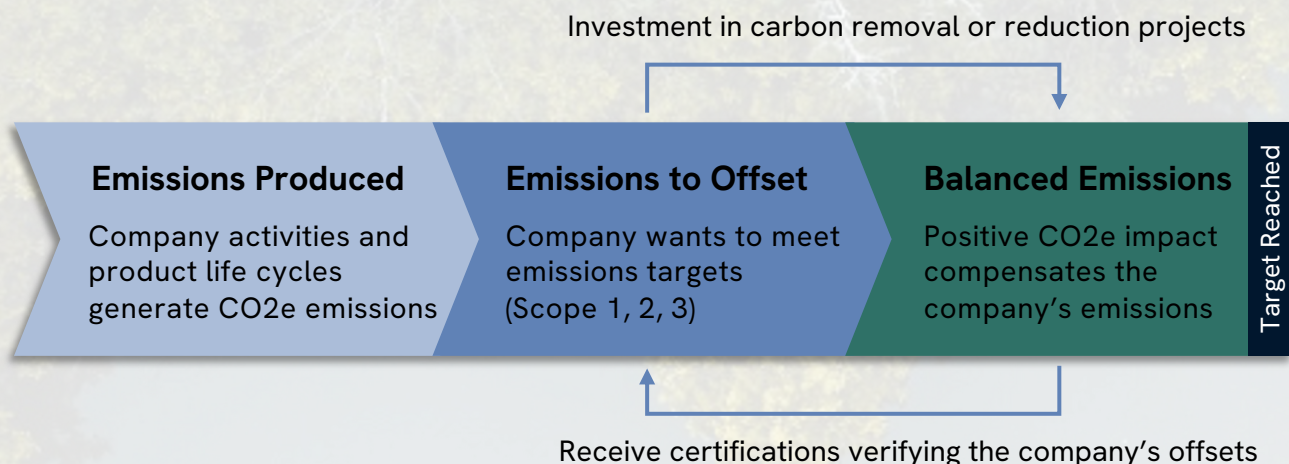 Investment in carbon removal or reduction projects
Emissions Produced
Company activities and
product life cycles
generate CO2e emissions
Emissions to Offset
Company wants to meet
emissions targets
(Scope 1, 2, 3)
Balanced Emissions
Positive CO2e impact
compensates the
company’s emissions
Target Reached
Receive certifications verifying the company’s offsets